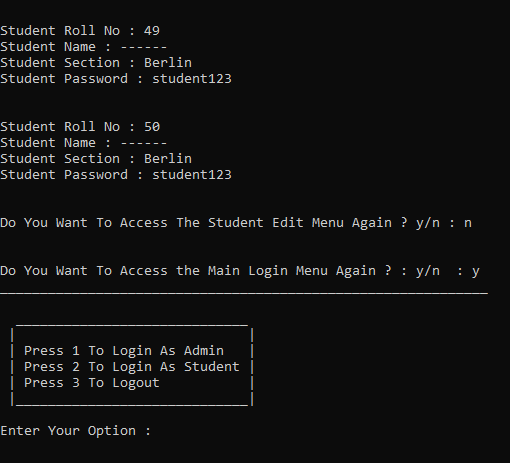 Student Roll No : 49
Student Name : ------
Student Section : Berlin
Student Password : student123
Student Roll No : 50
Student Name : ------
Student Section : Berlin
Student Password : student123
Do You Want To Access The Student Edit Menu Again ? y/n : n
Do You Want To Access the Main Login Menu Again ? : y/n  : y
Press 1 To Login As Admin
Press 2 To Login As Student
Press 3 To Logout
Enter Your Option :